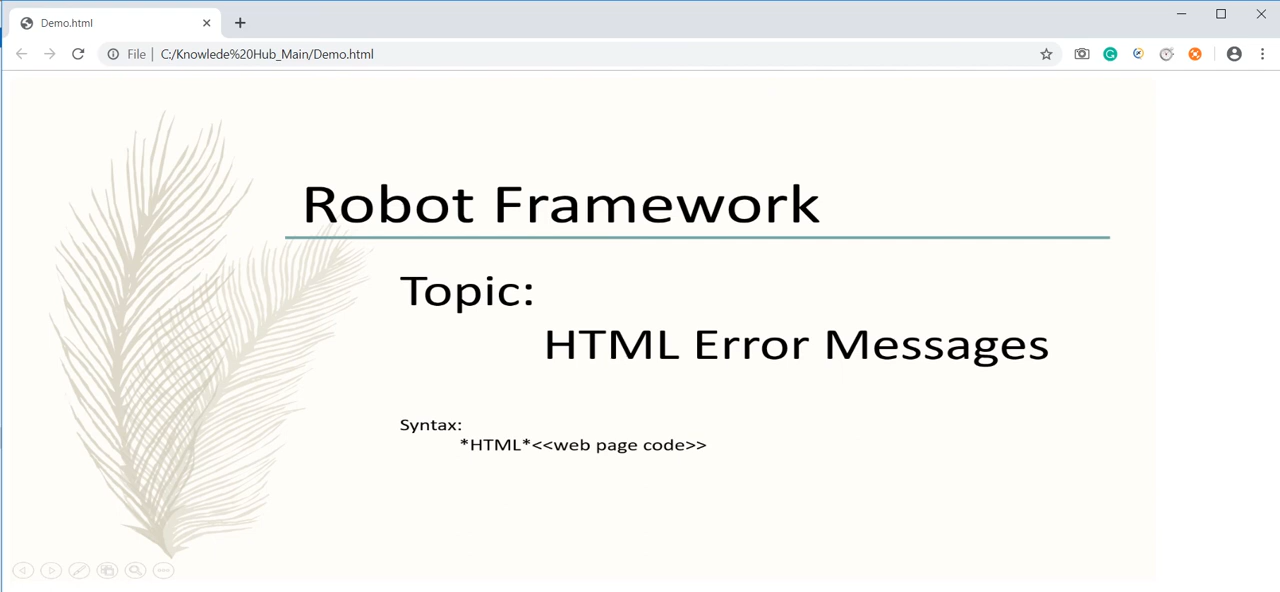 Demo.html
File
C:/Knowlede%20Hub_Main/Demo.html
Robot Framework
Topic:
HTML Error Messages
Syntax:
*HTML*<<web page code>>